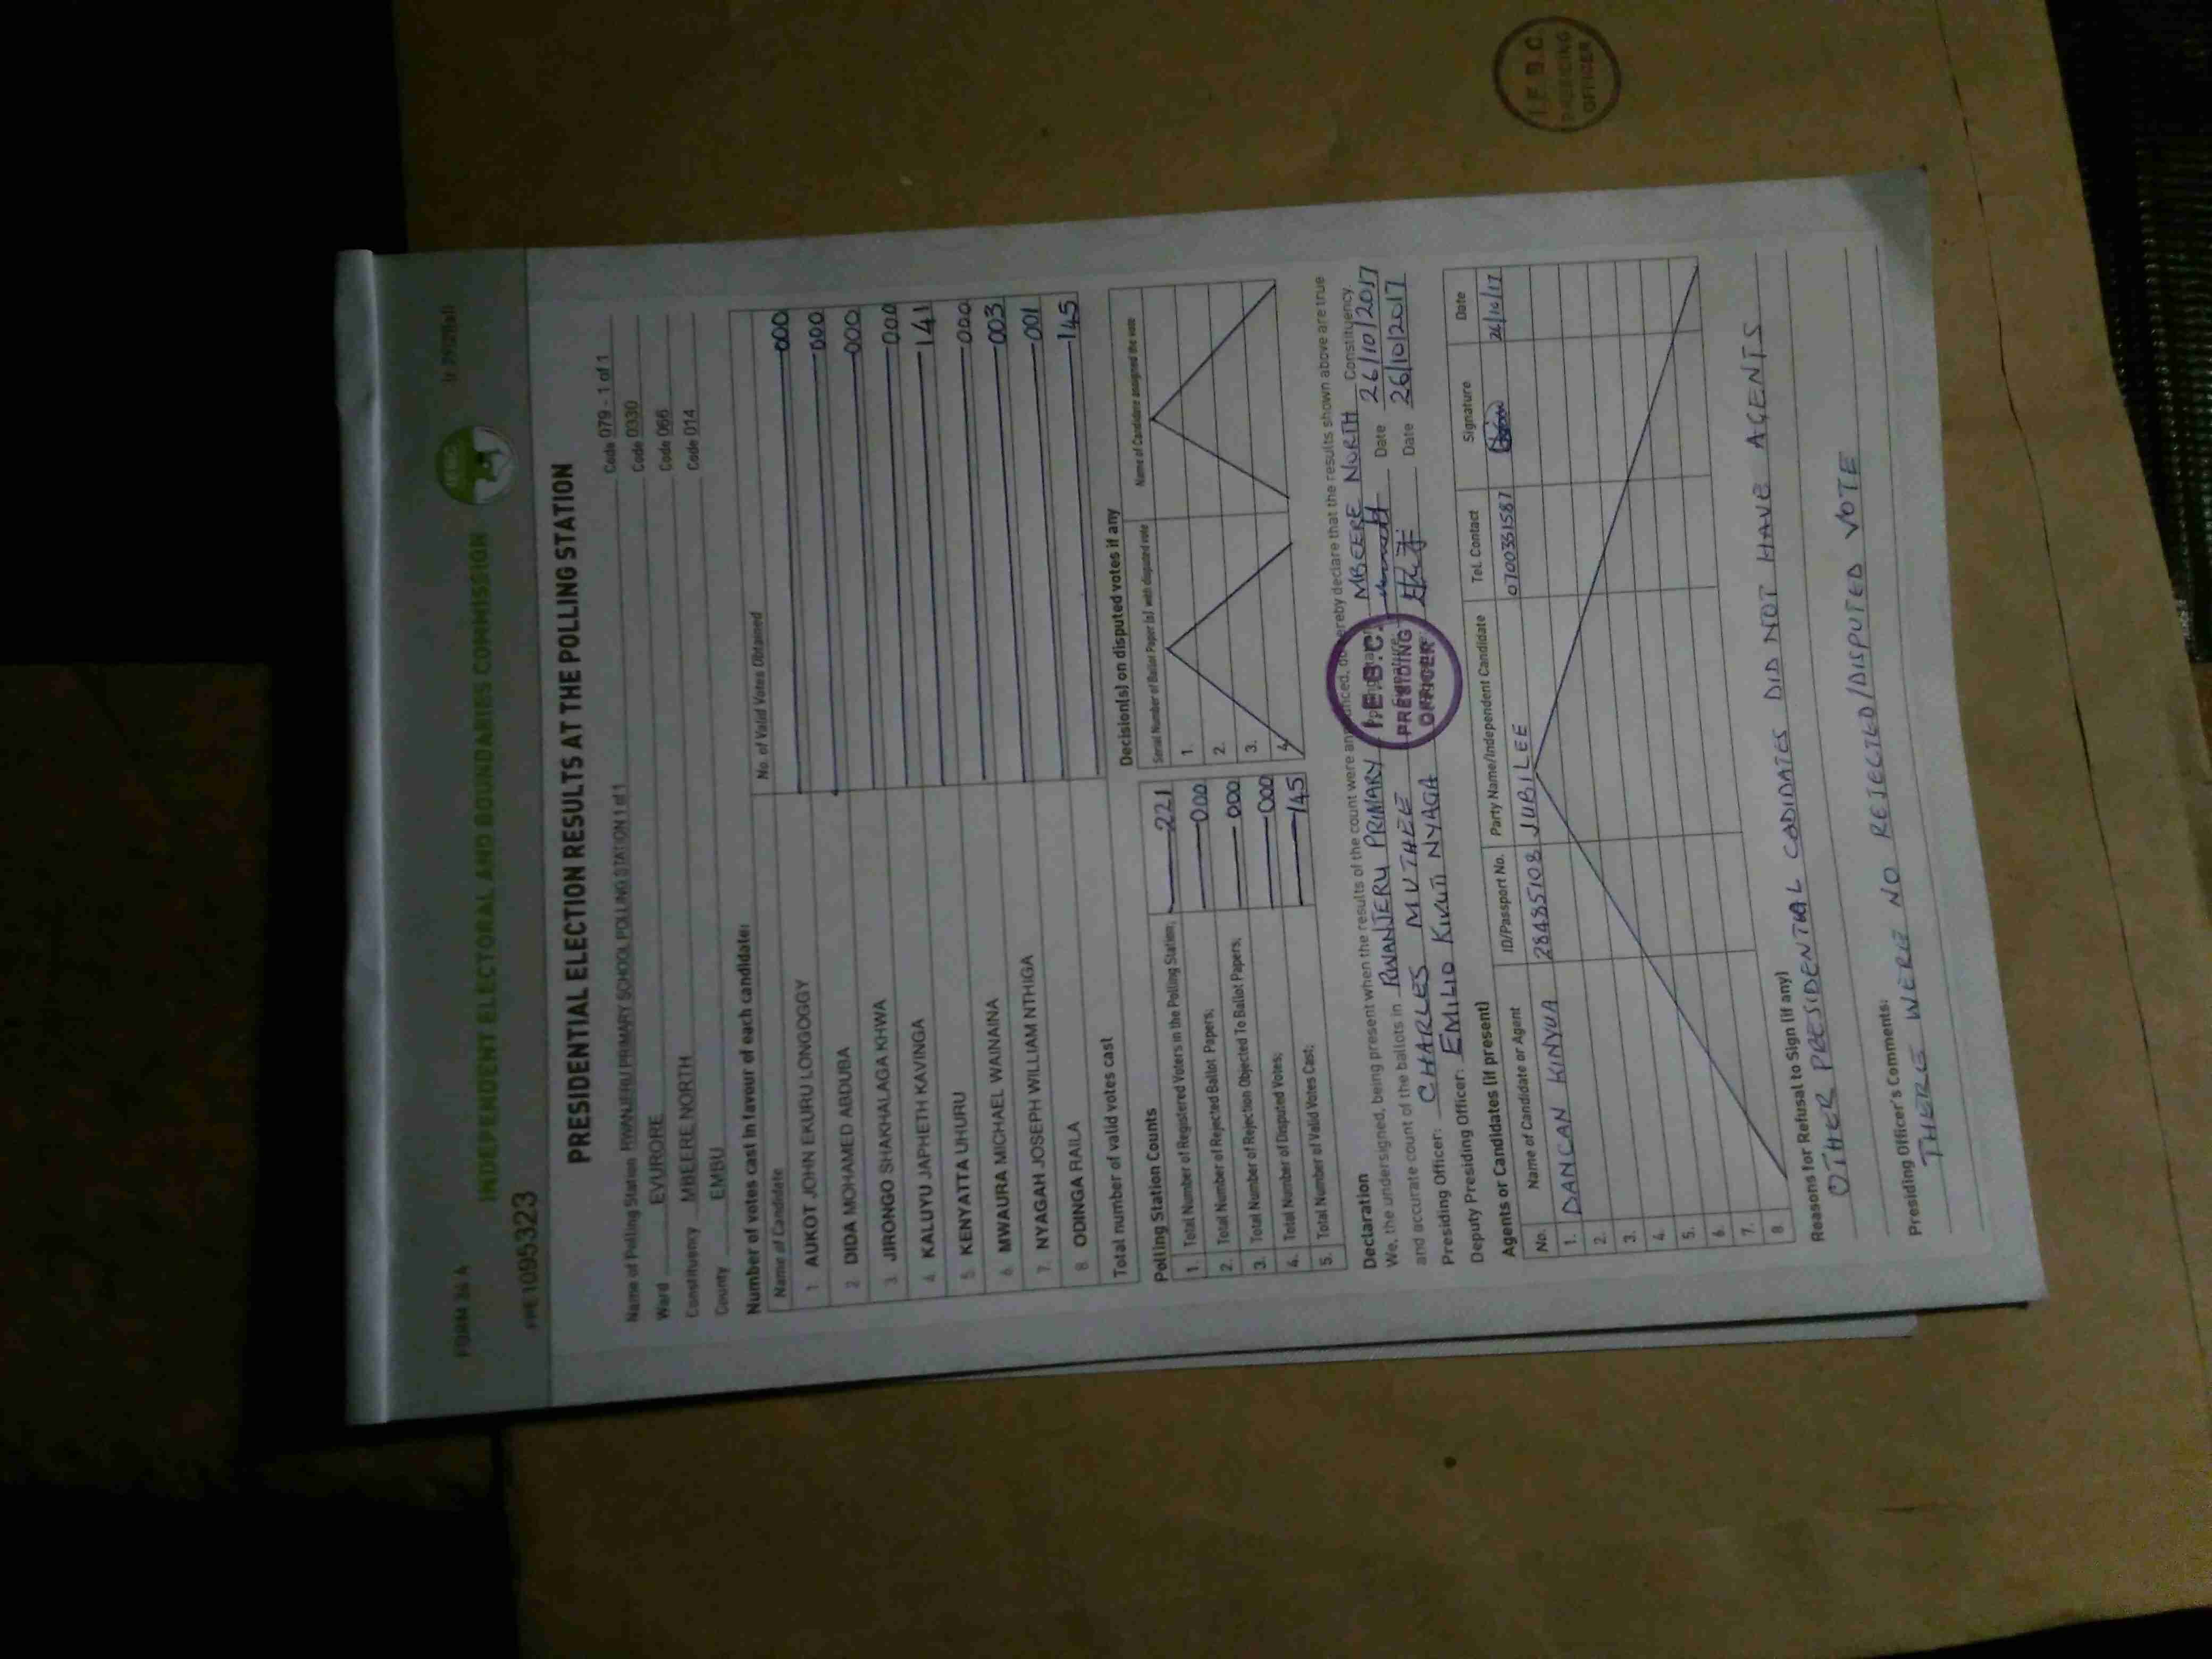 FORM 34 A
INDEPENDENT ELECTORAL AND BOUNDARIES COMMISSION
IEBC
PRE1095323
PRESIDENTIAL ELECTION RESULTS AT THE POLLING STATION
Name of Polling Station RWANJERU PRIMARY SCHOOL POLLING STATION 1 of 1 Code 079 - 1 of 1
Ward EVURORE Code 0330
Constituency MBEERE NORTH Code 066
County EMBU Code 014
Number of votes cast in favour of each candidate:
Name of Candidate No. of Valid Votes Obtained
1 AUKOT JOHN EKURU LONGOGGY 000
2 DIDA MOHAMED ABDUBA 000
3. JIRONGO SHAKHALAGA KHWA 000
4. KALUYU JAPHETH KAVINGA 000
5 KENYATTA UHURU 141
6 MWAURA MICHAEL WAINAINA 000
7. NYAGAH JOSEPH WILLIAM NTHIGA 003
8 ODINGA RAILA 001
Total number of valid votes cast 145
Polling Station Counts
1. Total Number of Registered Voters in the Polling Station; 221
2. Total Number of Rejected Ballot Papers; 000
3. Total Number of Rejection Objected To Ballot Papers; 000
4. Total Number of Disputed Votes; 000
5. Total Number of Valid Votes Cast; 145
Decision(s) on disputed votes if any
Serial Number of Ballot Paper (s) with disputed vote Name of Candidate assigned the vote
1.
2.
3.
4.
Declaration
We, the undersigned, being present when the results of the count were announced, do hereby declare that the results shown above are true
and accurate count of the ballots in RWANJERU PRIMARY MBEERE NORTH Constituency.
Presiding Officer: CHARLES MUTHEE Date 26/10/2017
Deputy Presiding Officer: EMILIO KIVUTI NYAGA Date 26/10/2017
I.E.B.C.
PRESIDING
OFFICER
Agents or Candidates (if present)
No. Name of Candidate or Agent ID/Passport No. Party Name/Independent Candidate Tel. Contact Signature Date
1. DANCAN KINYUA 28485108 JUBILEE 0700351587 26/10/17
2.
3.
4.
5.
6.
7.
8
Reasons for Refusal to Sign (if any)
OTHER PRESIDENTIAL CADIDATES DID NOT HAVE AGENTS
Presiding Officer's Comments:
THERE WERE NO REJECTED/DISPUTED VOTE
I.E.B.C.
PRESIDING
OFFICER